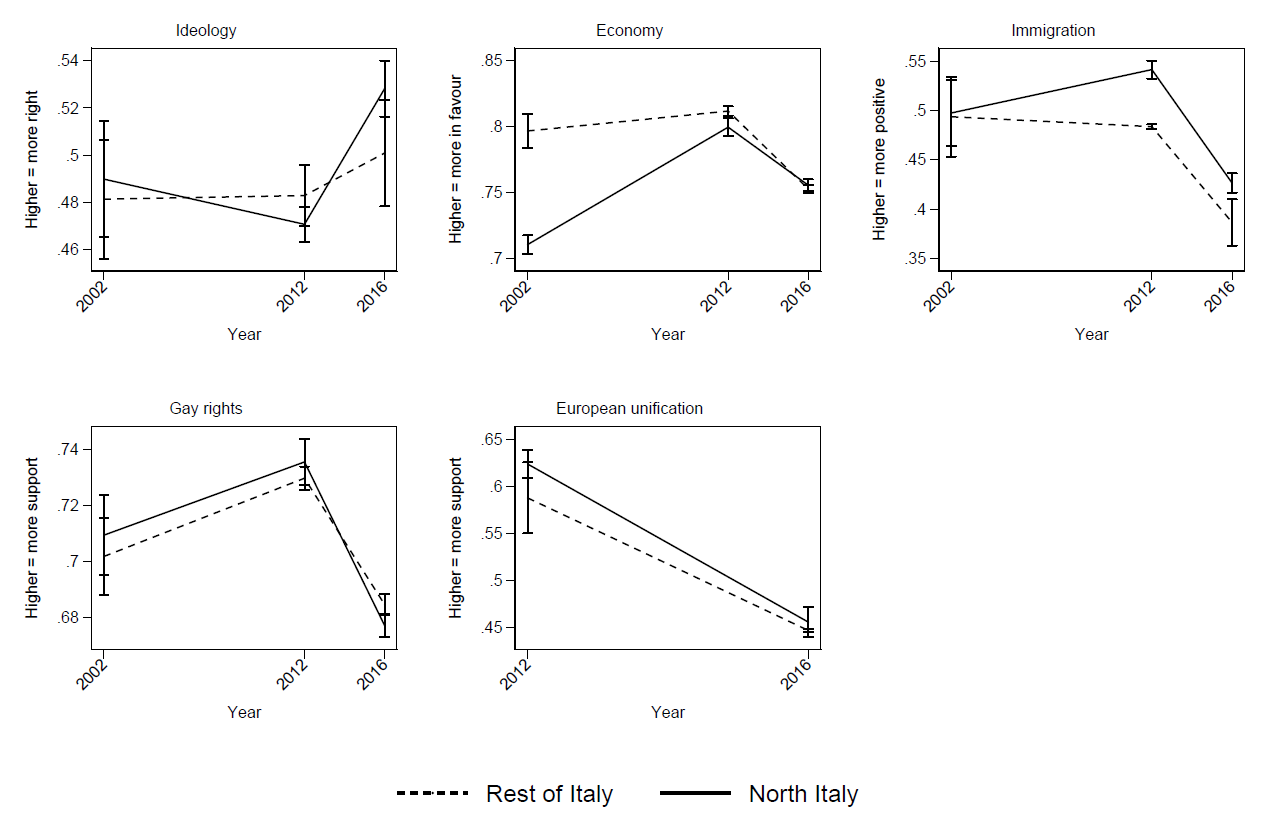 Ideology
Higher = more right
.54
.52
.5
.48
.46
2002
2012
2016
Year
Economy
Higher = more in favour
.85
.8
.75
.7
2002
2012
2016
Year
Immigration
Higher = more positive
.55
.5
.45
.4
.35
2002
2012
2016
Year
Gay rights
Higher = more support
.74
.72
.7
.68
2002
2012
2016
Year
European unification
Higher = more support
.65
.6
.55
.5
.45
2012
2016
Year
Rest of Italy
North Italy